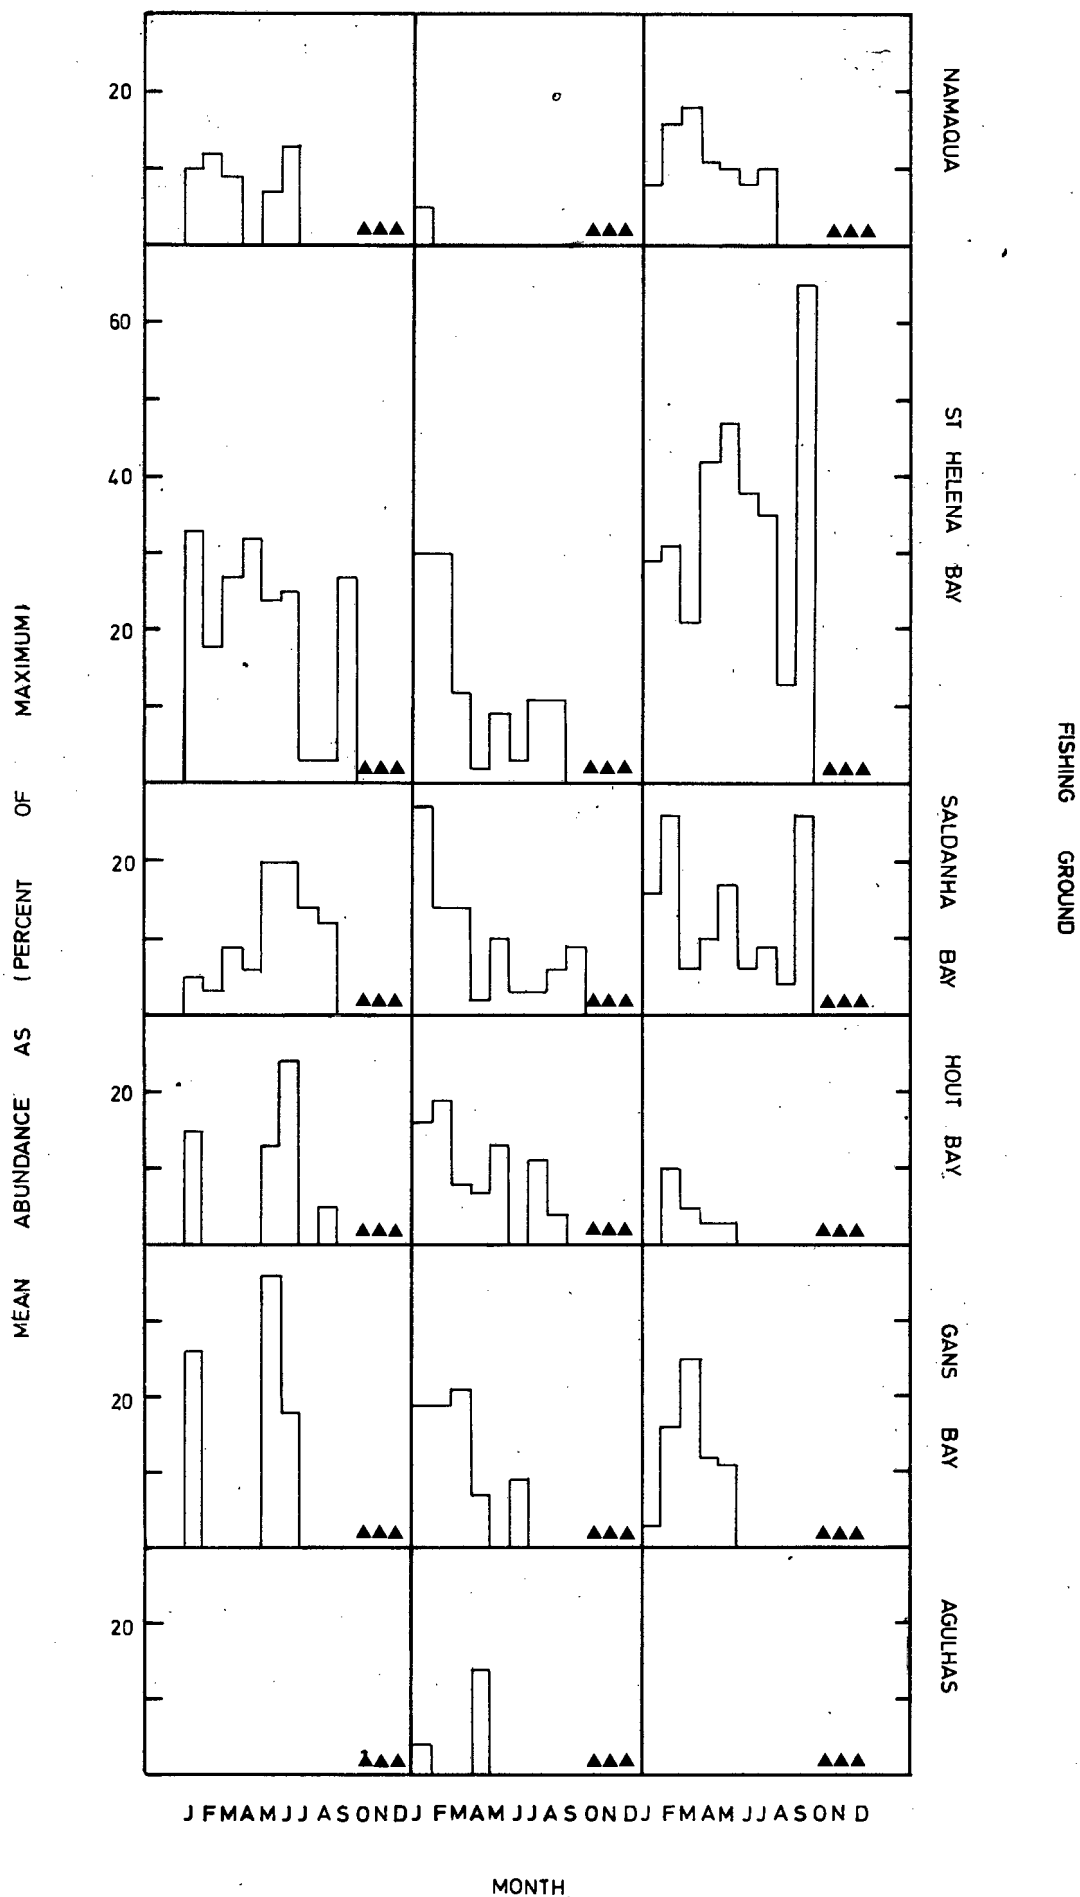 NAMAQUA
20
ST HELENA BAY
60
40
20
SALDANHA BAY
20
HOUT BAY
20
GANS BAY
20
AGULHAS
20
MEAN ABUNDANCE AS (PERCENT OF MAXIMUM)
FISHING GROUND
J F M A M J J A S O N D J F M A M J J A S O N D J F M A M J J A S O N D
MONTH